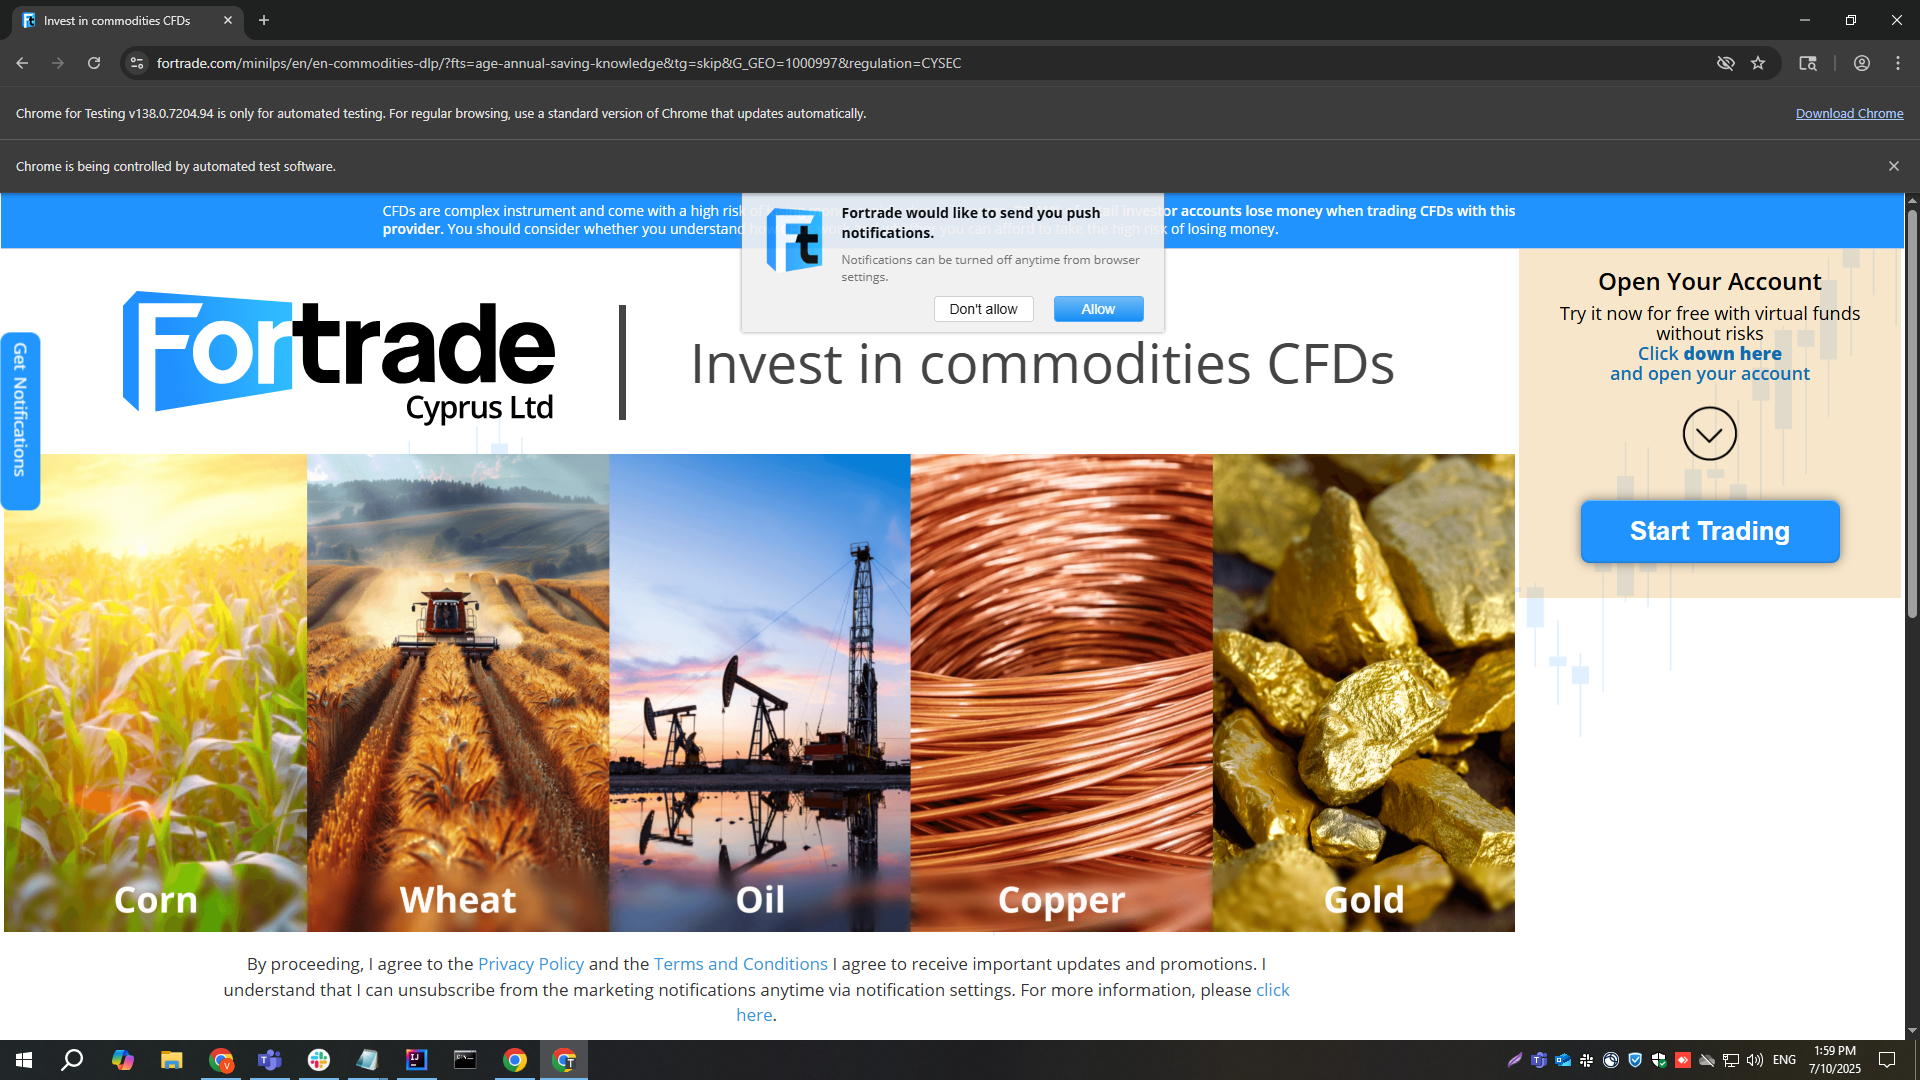 Invest in commodities CFDs
fortrade.com/minilps/en/en-commodities-dlp/?fts=age-annual-saving-knowledge&tg=skip&G_GEO=1000997&regulation=CYSEC
Chrome for Testing v138.0.7204.94 is only for automated testing. For regular browsing, use a standard version of Chrome that updates automatically.
Download Chrome
Chrome is being controlled by automated test software.
CFDs are complex instrument and come with a high risk of investor accounts lose money when trading CFDs with this
provider. You should consider whether you understand you can afford to take the high risk of losing money.
Ft
Fortrade would like to send you push
notifications.
Notifications can be turned off anytime from browser
settings.
Don't allow
Allow
Get Notifications
Fortrade
Cyprus Ltd
Invest in commodities CFDs
Open Your Account
Try it now for free with virtual funds
without risks
Click down here
and open your account
Start Trading
Corn
Wheat
Oil
Copper
Gold
By proceeding, I agree to the Privacy Policy and the Terms and Conditions I agree to receive important updates and promotions. I
understand that I can unsubscribe from the marketing notifications anytime via notification settings. For more information, please click
here.
ENG
1:59 PM
7/10/2025